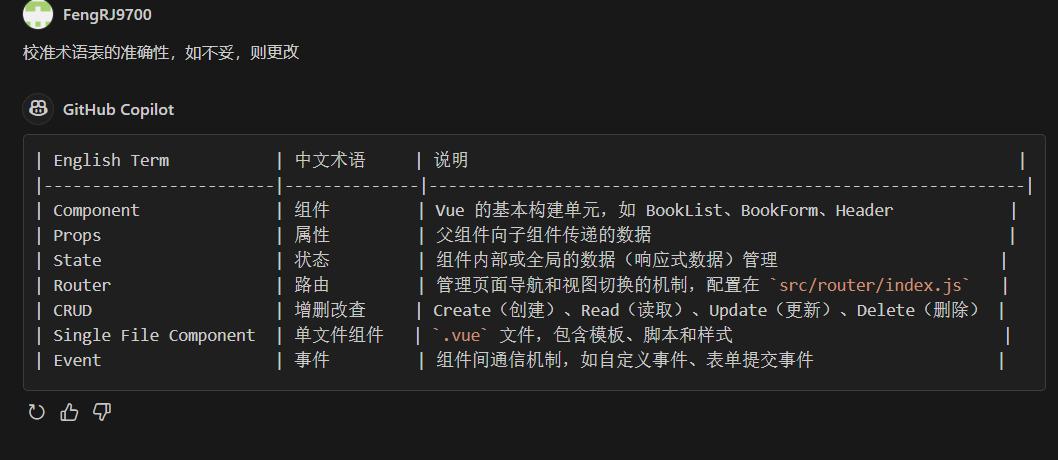 FengRJ9700
校准术语表的准确性，如不妥，则更改
GitHub Copilot
| English Term | 中文术语 | 说明 |
|------------------------|--------------|--------------------------------------------------------------|
| Component | 组件 | Vue 的基本构建单元，如 BookList、BookForm、Header |
| Props | 属性 | 父组件向子组件传递的数据 |
| State | 状态 | 组件内部或全局的数据（响应式数据）管理 |
| Router | 路由 | 管理页面导航和视图切换的机制，配置在 `src/router/index.js` |
| CRUD | 增删改查 | Create（创建）、Read（读取）、Update（更新）、Delete（删除） |
| Single File Component | 单文件组件 | `.vue` 文件，包含模板、脚本和样式 |
| Event | 事件 | 组件间通信机制，如自定义事件、表单提交事件 |